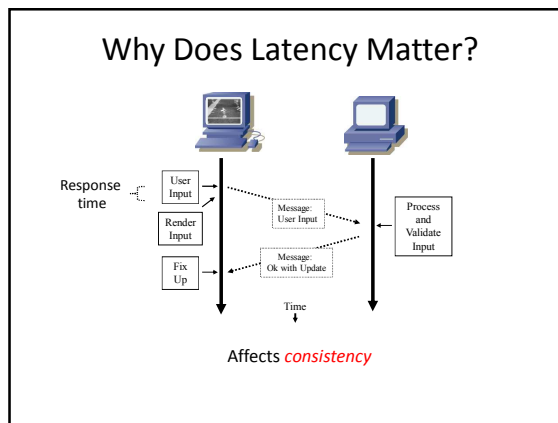 Why Does Latency Matter?
Response
time
User
Input
Render
Input
Fix
Up
Message:
User Input
Message:
Ok with Update
Process
and
Validate
Input
Time
Affects consistency